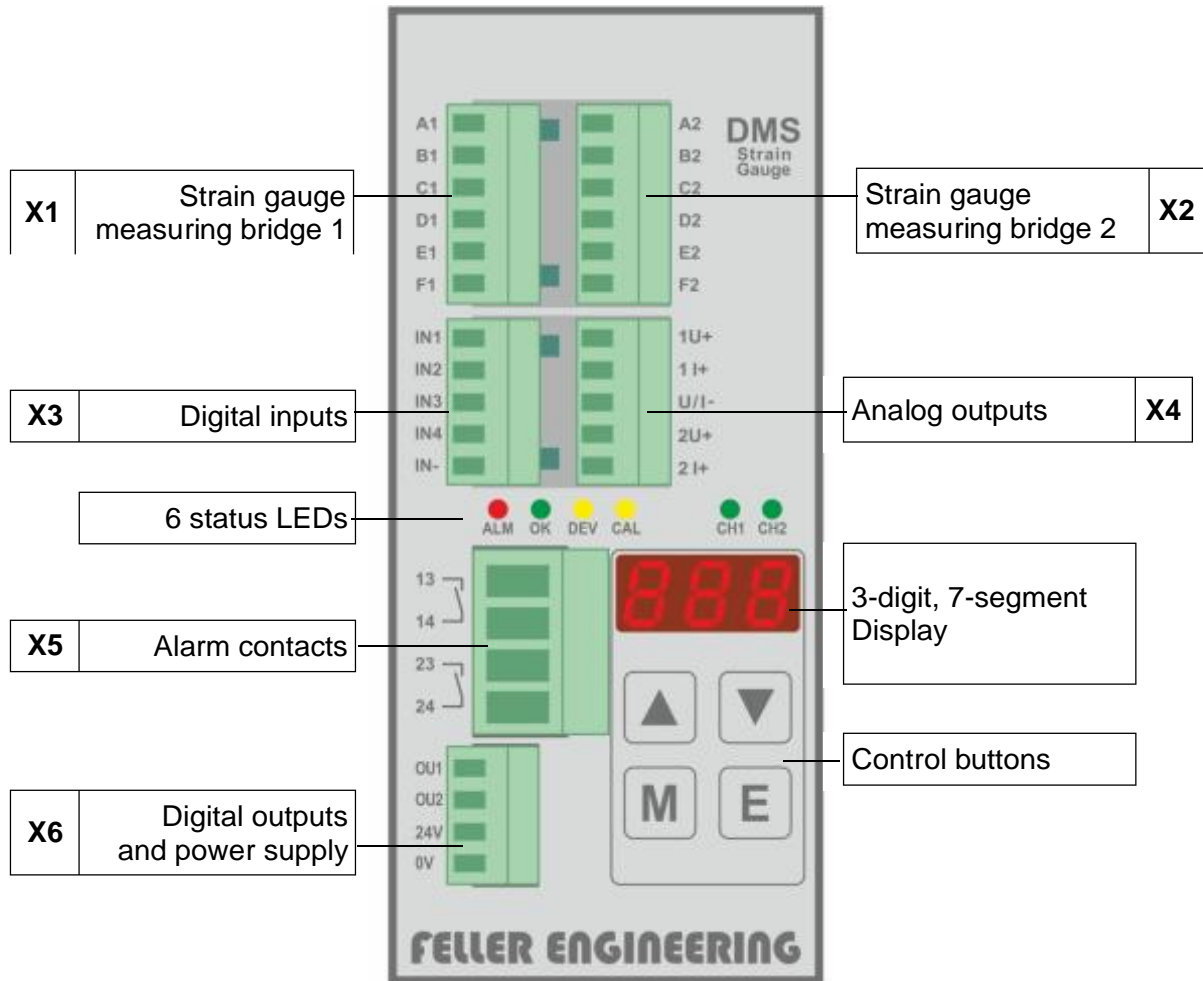 A1
B1
C1
D1
E1
F1
A2
B2
C2
D2
E2
F2
DMS
Strain
Gauge
X1
Strain gauge
measuring bridge 1
Strain gauge
measuring bridge 2
X2
IN1
IN2
IN3
IN4
IN-
1U+
1 I+
U/I-
2U+
2 I+
X3
Digital inputs
Analog outputs
X4
6 status LEDs
ALM OK DEV CAL
CH1 CH2
13
14
23
24
888
3-digit, 7-segment
Display
X5
Alarm contacts
Control buttons
M E
OU1
OU2
24V
0V
X6
Digital outputs
and power supply
FELLER ENGINEERING